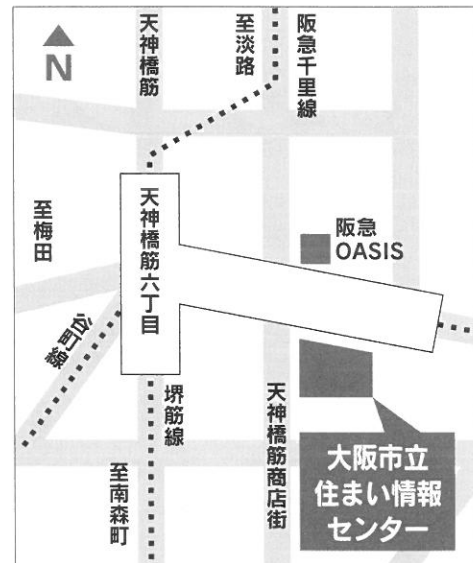 N
天神橋筋
至淡路
阪急千里線
至梅田
天神橋筋六丁目
阪急
OASIS
谷町線
堺筋線
至南森町
天神橋筋商店街
大阪市立
住まい情報
センター